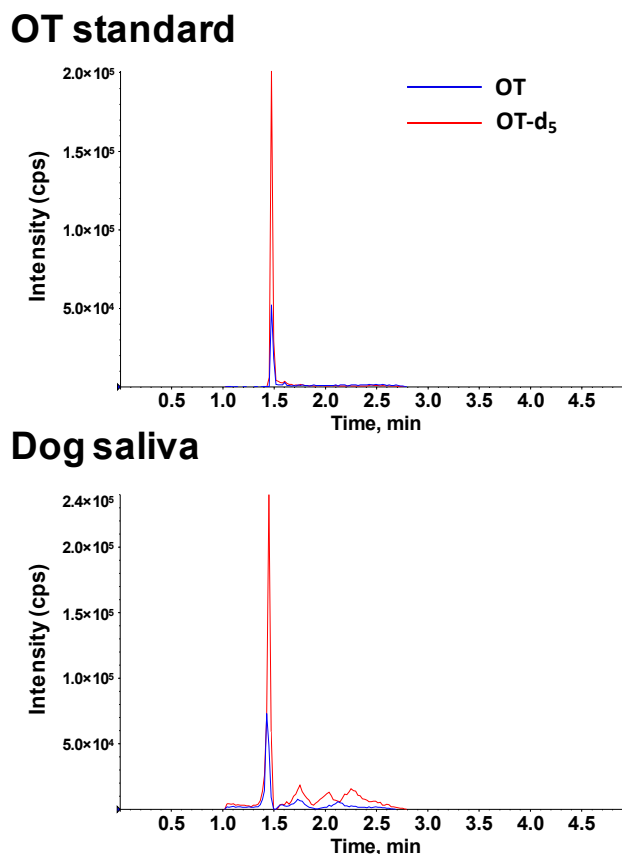 OT standard
2.0×10⁵
1.5×10⁵
1.0×10⁵
5.0×10⁴
Intensity (cps)
OT
OT-d₅
0.5 1.0 1.5 2.0 2.5 3.0 3.5 4.0 4.5
Time, min
Dog saliva
2.4×10⁵
2.0×10⁵
1.5×10⁵
1.0×10⁵
5.0×10⁴
Intensity (cps)
0.5 1.0 1.5 2.0 2.5 3.0 3.5 4.0 4.5
Time, min